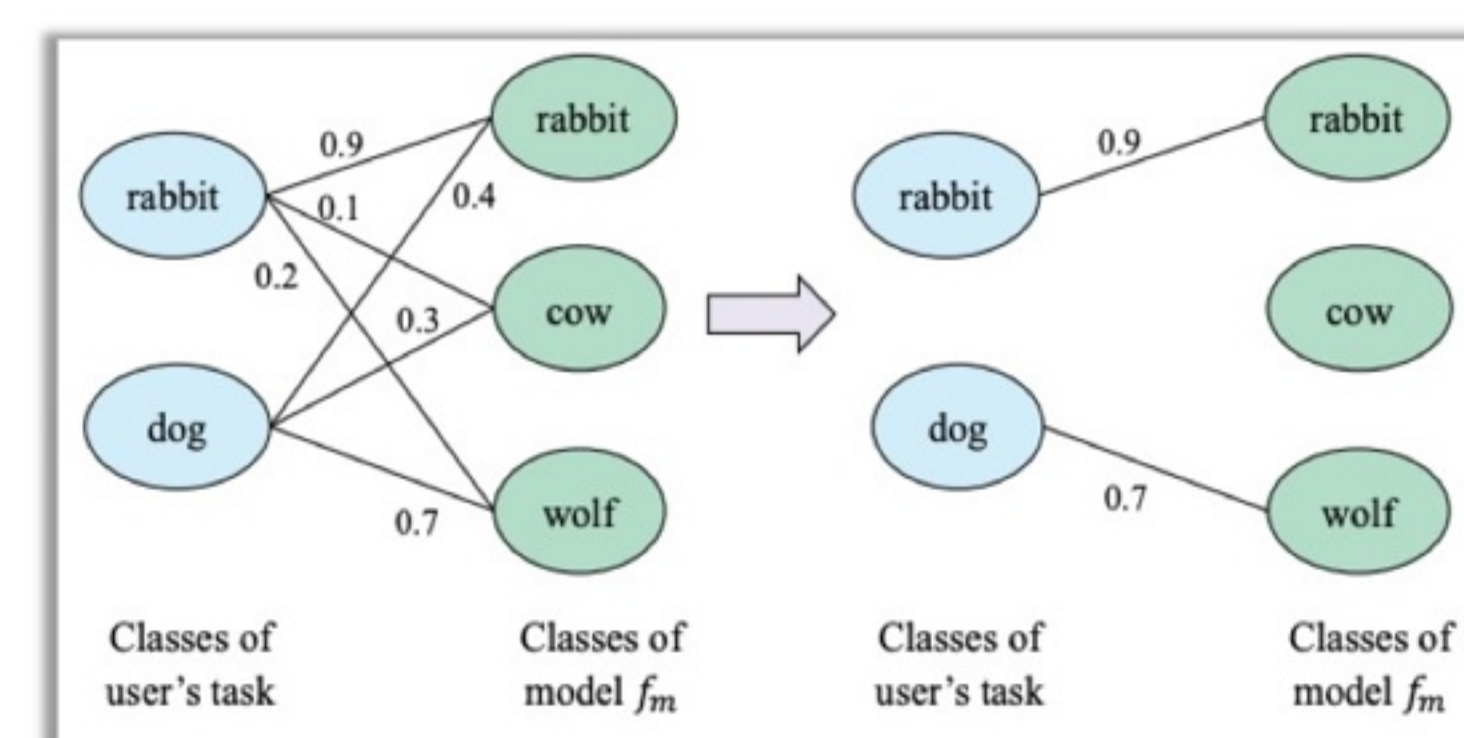 rabbit
0.9
rabbit
0.1
0.4
0.2
cow
0.3
dog
wolf
0.7
Classes of
user's task
Classes of
model fm
rabbit
0.9
rabbit
cow
dog
0.7
wolf
Classes of
user's task
Classes of
model fm